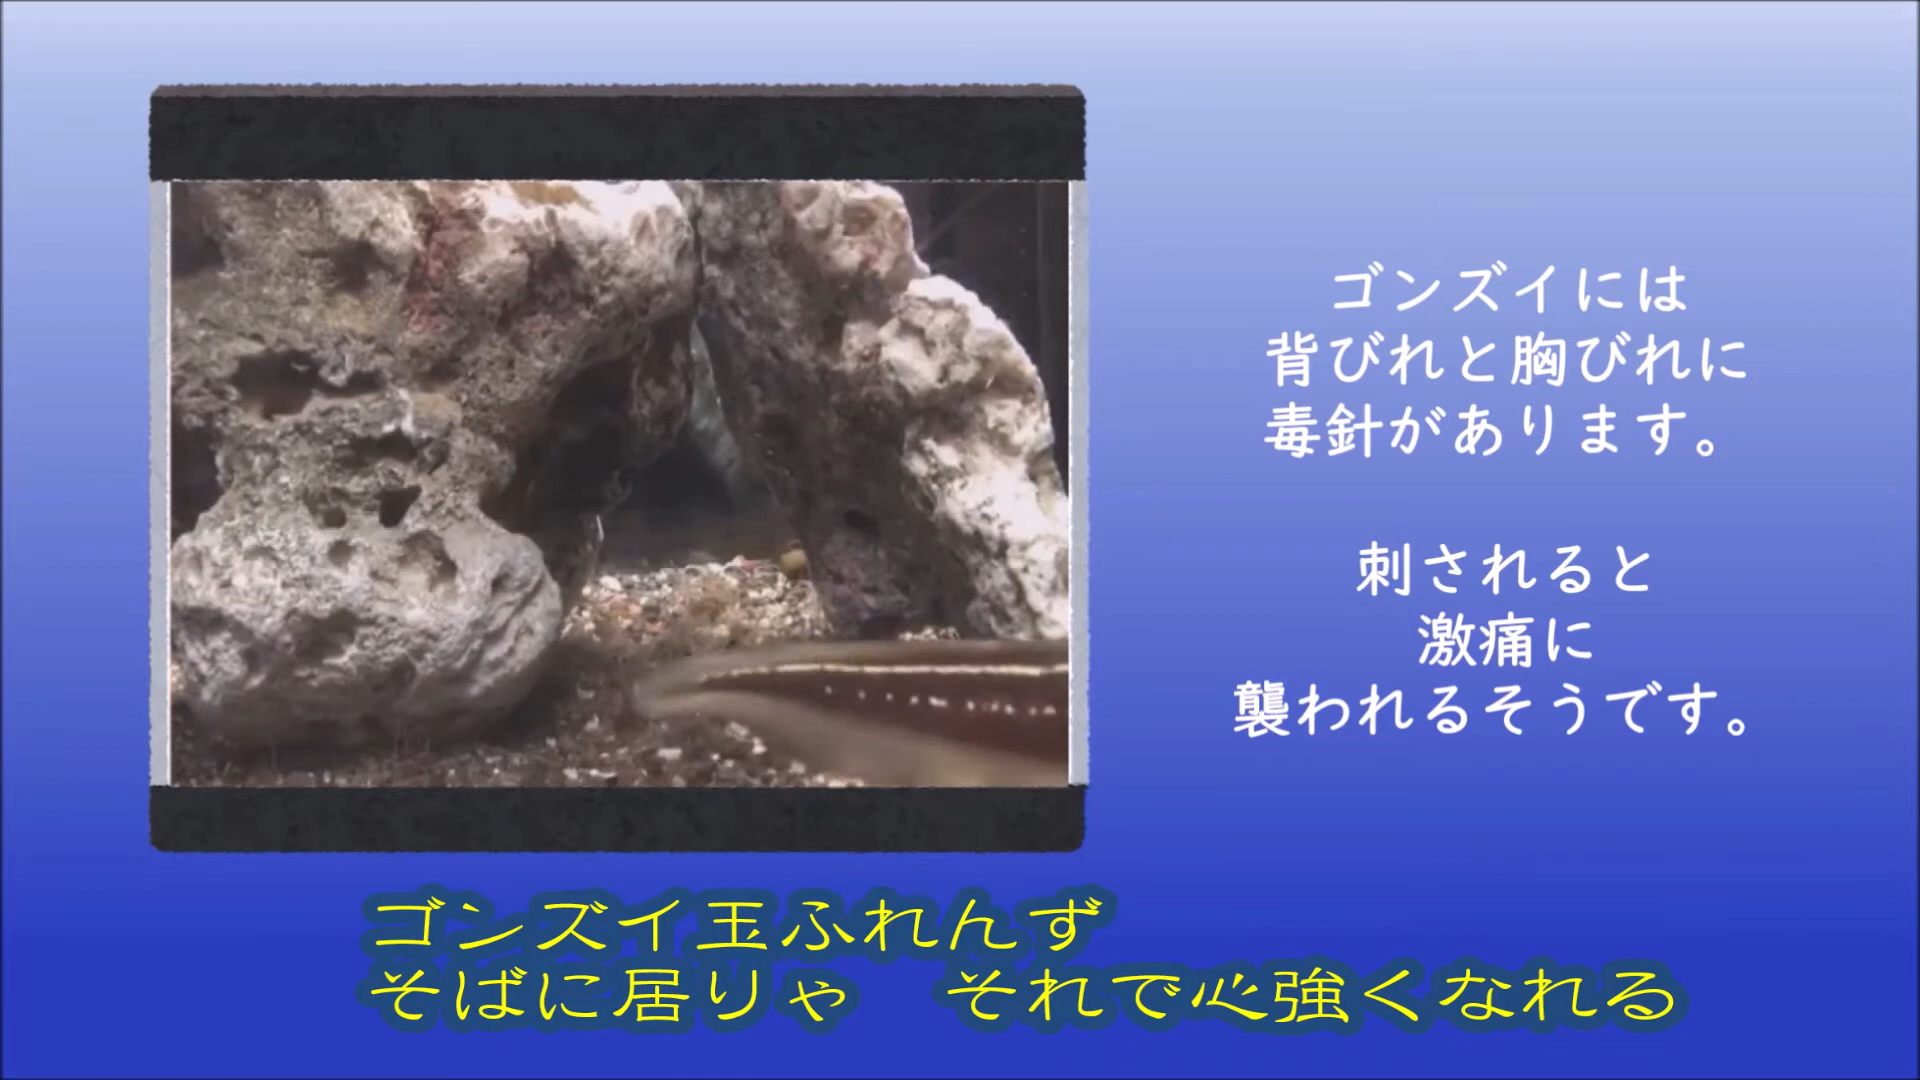 ゴンズイには
背びれと胸びれに
毒針があります。
刺されると
激痛に
襲われるそうです。
ゴンズイ玉ふれんず
そばに居りゃ　それで心強くなれる